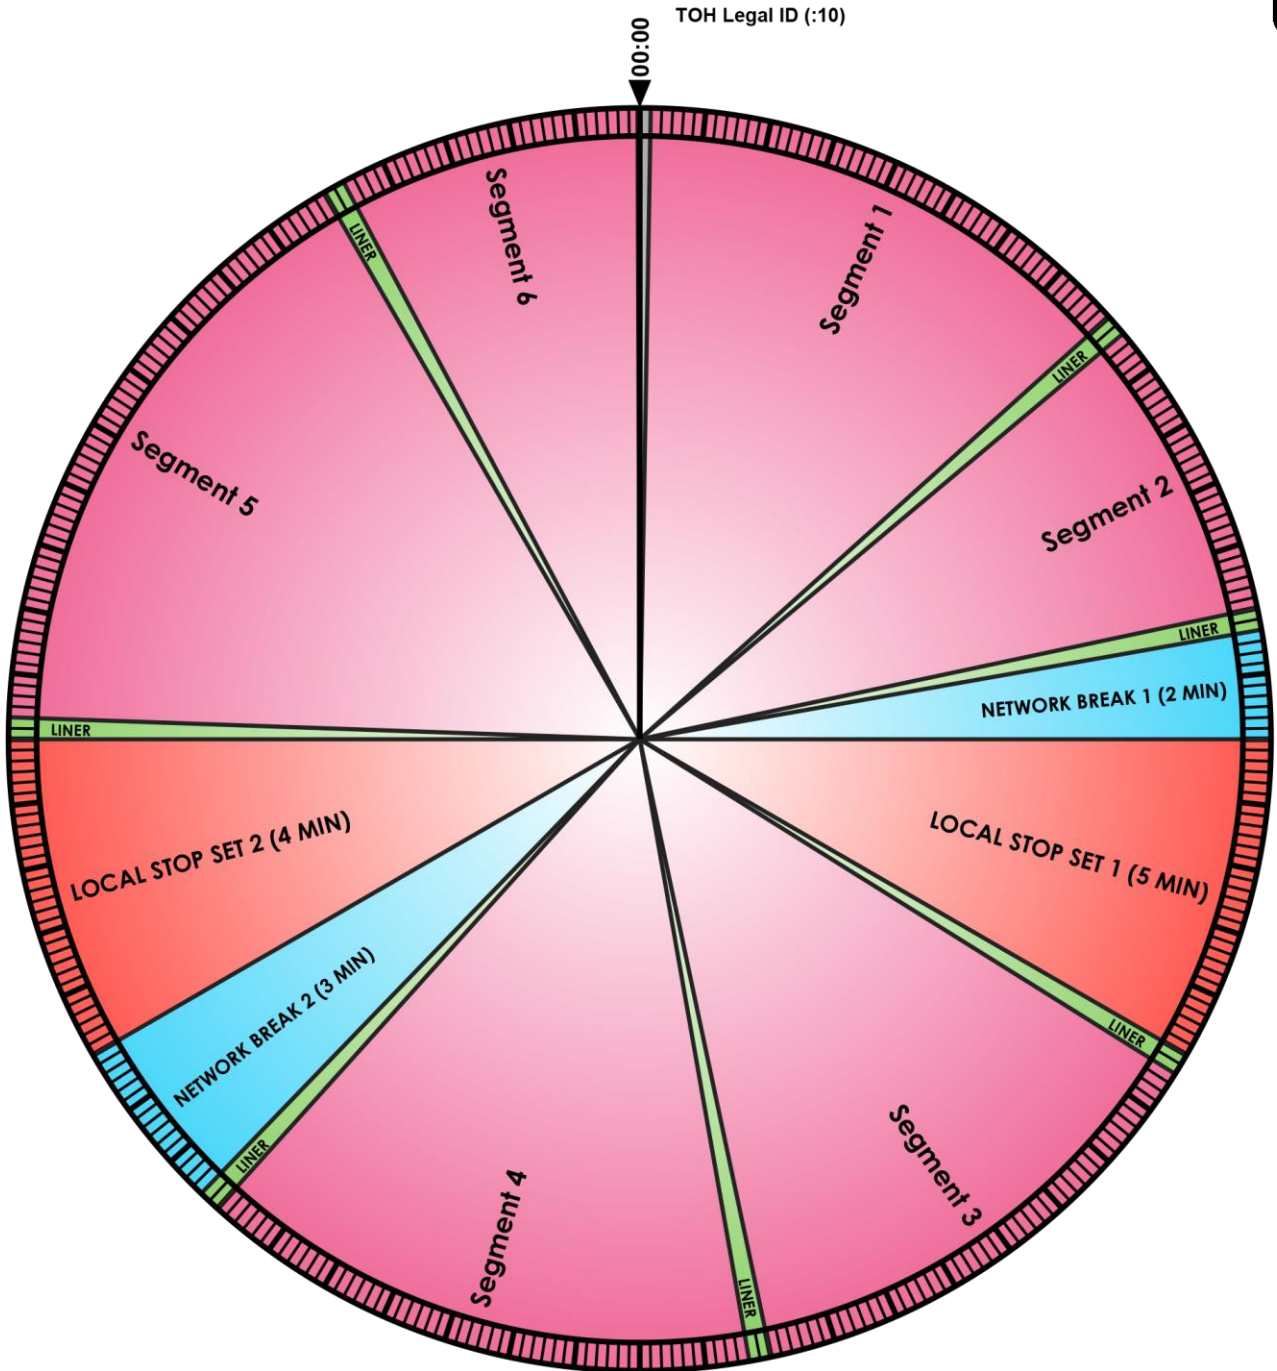 TOH Legal ID (:10)
00:00
Segment 1
LINER
Segment 2
LINER
NETWORK BREAK 1 (2 MIN)
LOCAL STOP SET 1 (5 MIN)
LINER
Segment 3
LINER
Segment 4
LINER
NETWORK BREAK 2 (3 MIN)
LOCAL STOP SET 2 (4 MIN)
LINER
Segment 5
LINER
Segment 6